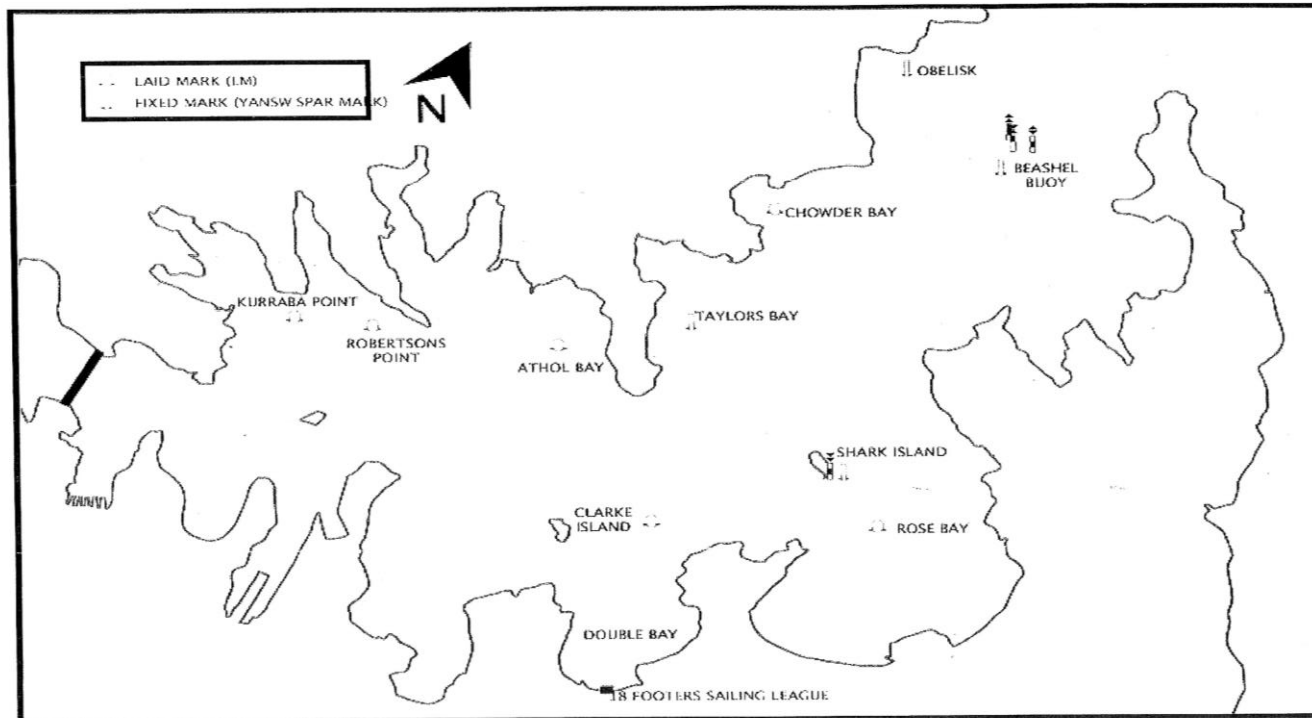 LAID MARK (LM)
FIXED MARK (YANSW SPAR MARK)
N
OBELISK
BEASHEL
BUOY
CHOWDER BAY
KURRABA POINT
ROBERTSONS
POINT
TAYLORS BAY
ATHOL BAY
SHARK ISLAND
CLARKE
ISLAND
ROSE BAY
DOUBLE BAY
18 FOOTERS SAILING LEAGUE